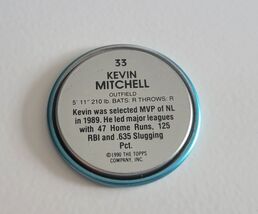 33
KEVIN
MITCHELL
OUTFIELD
5' 11" 210 lb. BATS: R THROWS: R
Kevin was selected MVP of NL
in 1989. He led major leagues
with 47 Home Runs, 125
RBI and .635 Slugging
Pct.
©1990 THE TOPPS
COMPANY, INC.